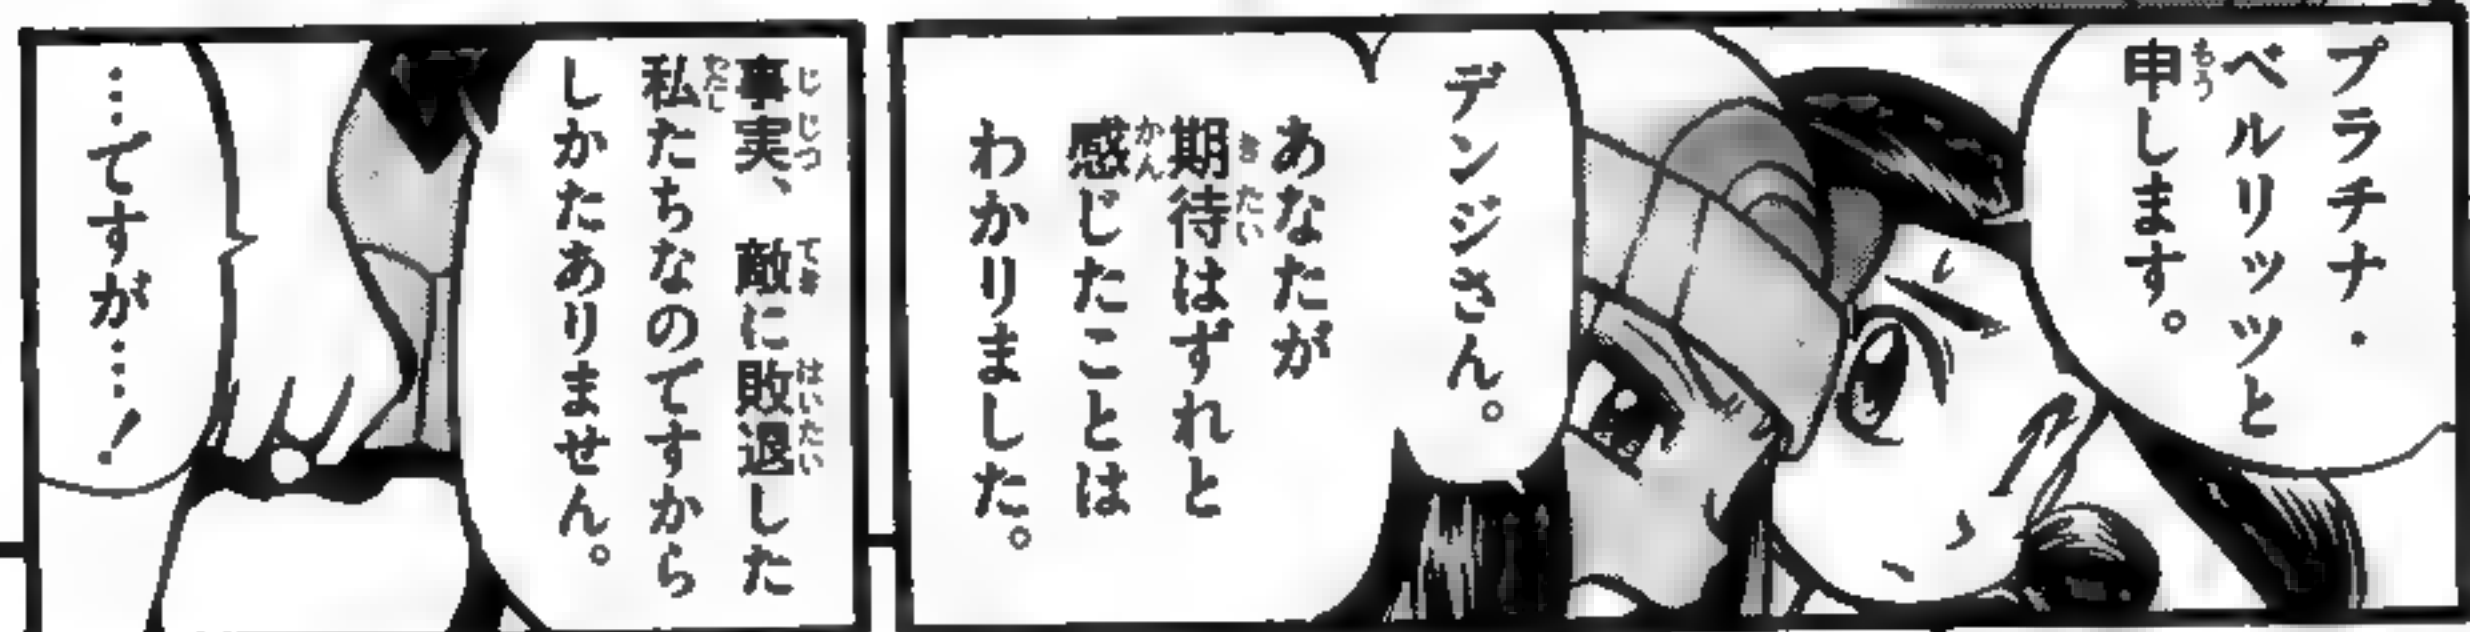 プラチナ・
ベルリッツと
申します。
デンジさん。
あなたが
期待はずれと
感じたことは
わかりました。
事実、敵に敗退した
私たちなのですから
しかたありません。
…ですが…！